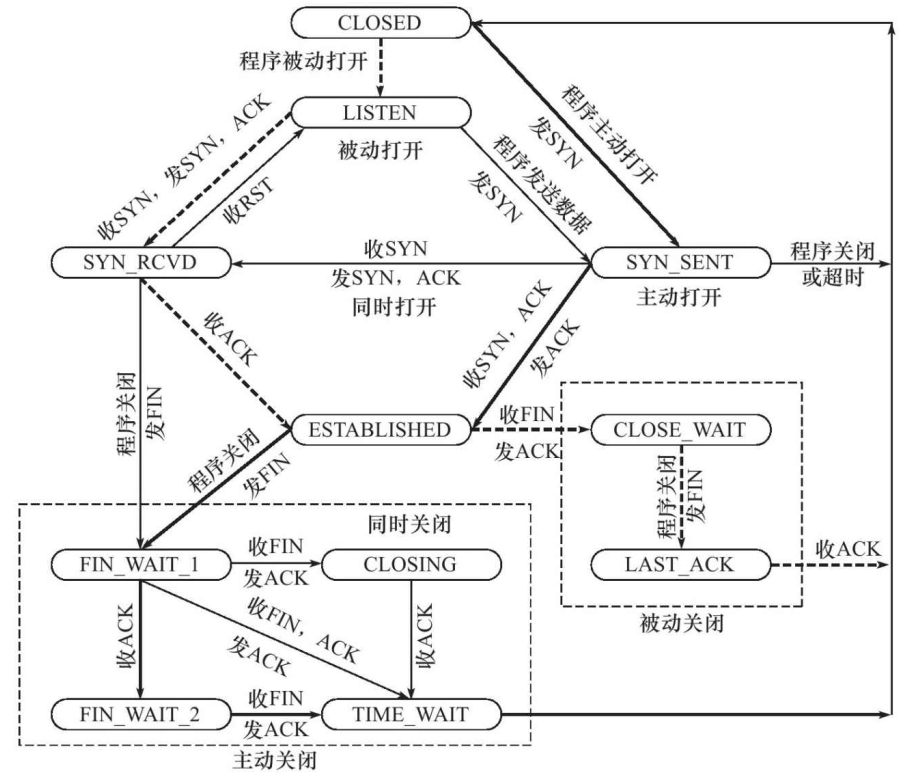 CLOSED
程序被动打开
LISTEN
被动打开
程序主动打开
发SYN
收SYN，发SYN，ACK
收RST
程序发送数据
发SYN
SYN_RCVD
收SYN
发SYN，ACK
同时打开
SYN_SENT
主动打开
程序关闭
或超时
收ACK
收SYN，ACK
发ACK
程序关闭
发FIN
ESTABLISHED
收FIN
发ACK
CLOSE_WAIT
程序关闭
发FIN
程序关闭
发FIN
同时关闭
FIN_WAIT_1
收FIN
发ACK
CLOSING
LAST_ACK
收ACK
被动关闭
收ACK
收FIN，ACK
发ACK
收ACK
FIN_WAIT_2
收FIN
发ACK
TIME_WAIT
主动关闭